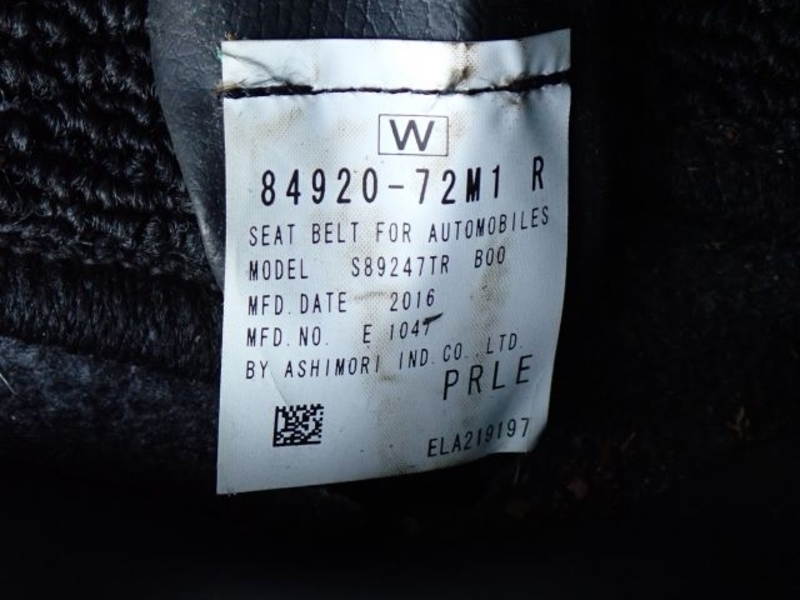 W
84920-72M1 R
SEAT BELT FOR AUTOMOBILES
MODEL S89247TR B00
MFD. DATE 2016
MFD. NO. E 1047
BY ASHIMORI IND. CO., LTD.
PRLE
ELA219197